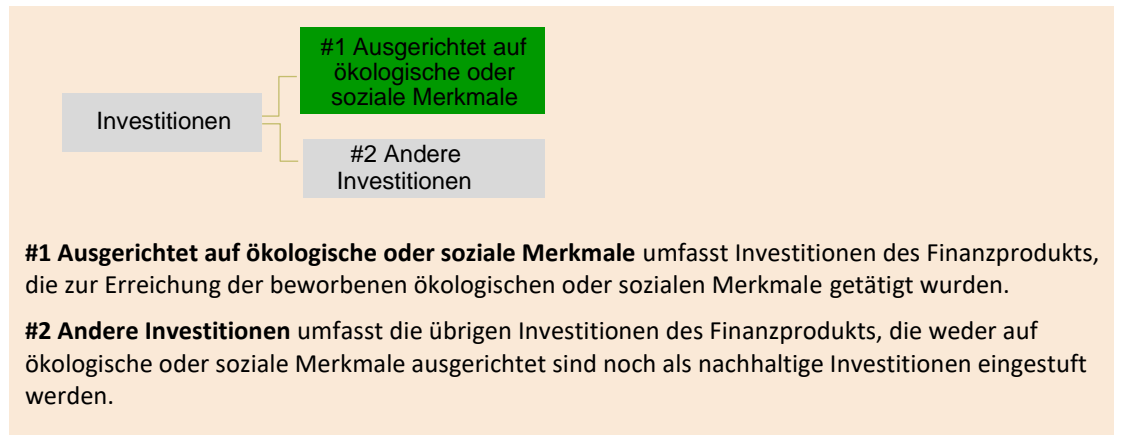 #1 Ausgerichtet auf
ökologische oder
soziale Merkmale
Investitionen
#2 Andere
Investitionen
#1 Ausgerichtet auf ökologische oder soziale Merkmale umfasst Investitionen des Finanzprodukts,
die zur Erreichung der beworbenen ökologischen oder sozialen Merkmale getätigt wurden.
#2 Andere Investitionen umfasst die übrigen Investitionen des Finanzprodukts, die weder auf
ökologische oder soziale Merkmale ausgerichtet sind noch als nachhaltige Investitionen eingestuft
werden.